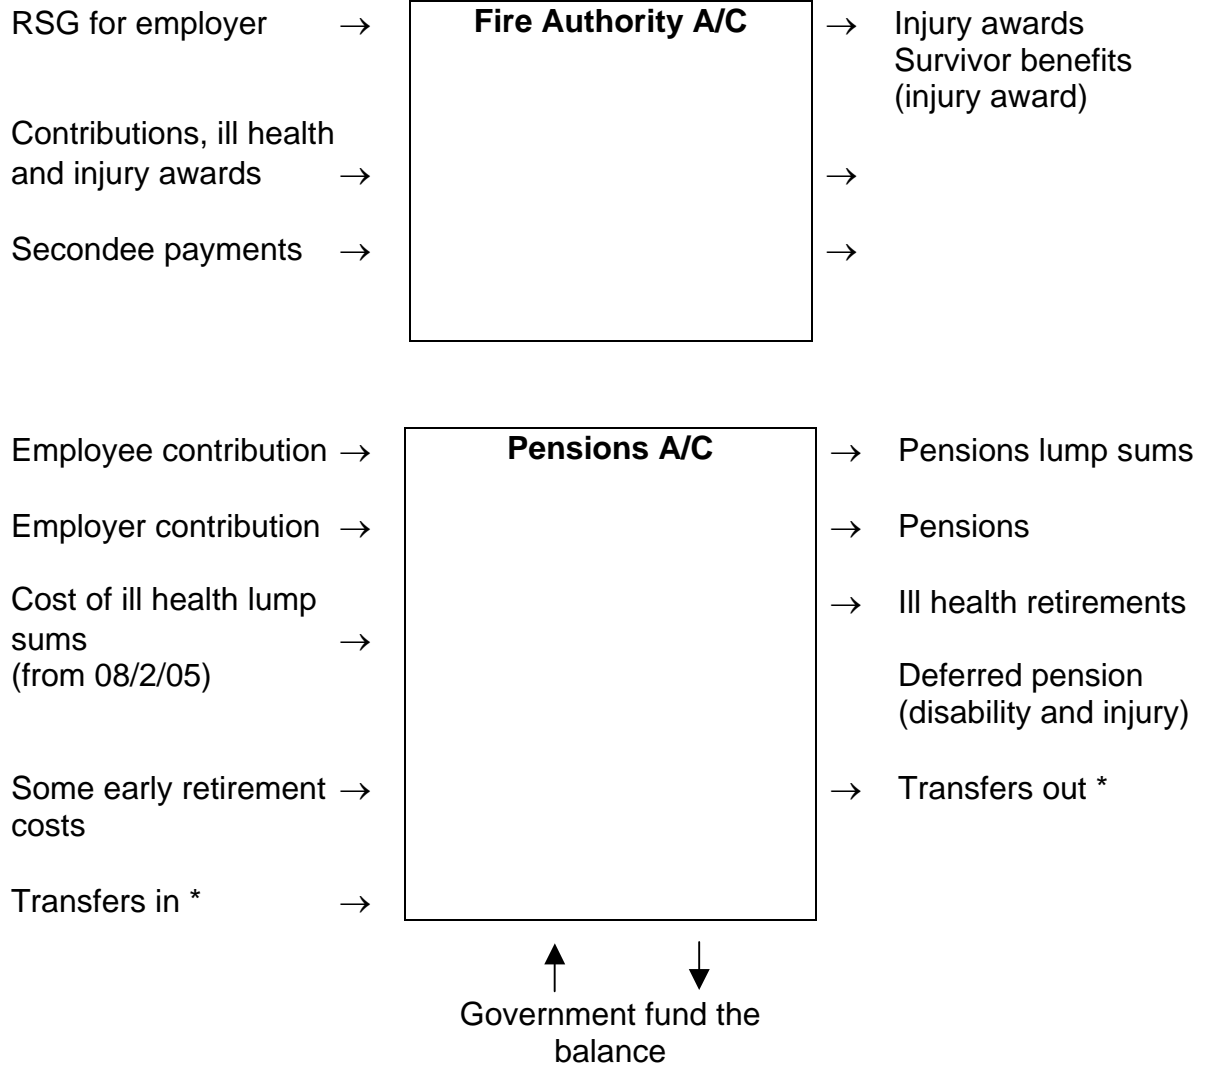 RSG for employer →
Fire Authority A/C
→ Injury awards
Survivor benefits
(injury award)
Contributions, ill health
and injury awards →
→
Secondee payments →
→
Employee contribution →
Pensions A/C
→ Pensions lump sums
Employer contribution →
→ Pensions
Cost of ill health lump
sums →
(from 08/2/05)
→ Ill health retirements
Deferred pension
(disability and injury)
Some early retirement →
costs
→ Transfers out *
Transfers in * →
Government fund the
balance